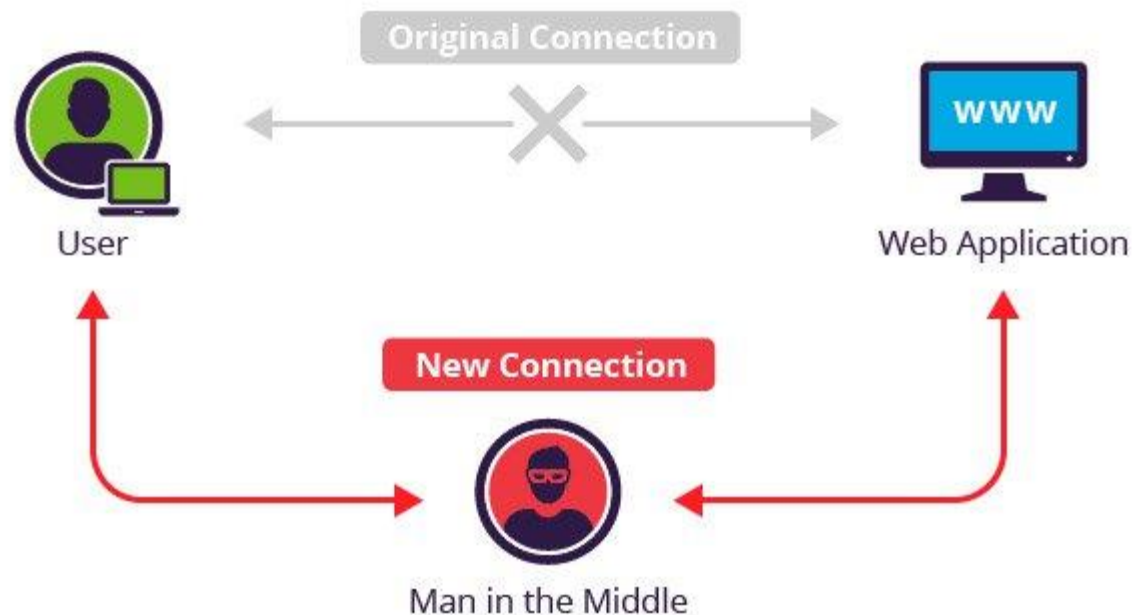 Original Connection
www
User
Web Application
New Connection
Man in the Middle